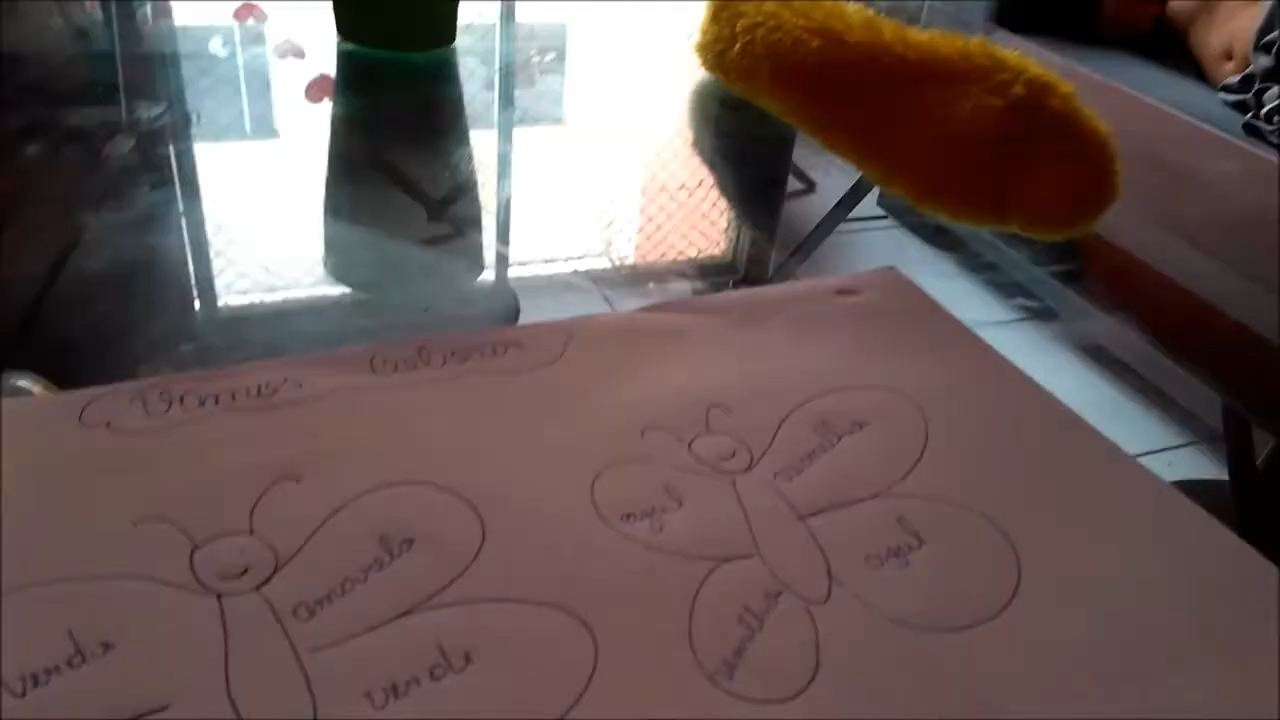 Vamos Colorir
amarelo
verde
verde
azul
vermelho
azul
vermelho